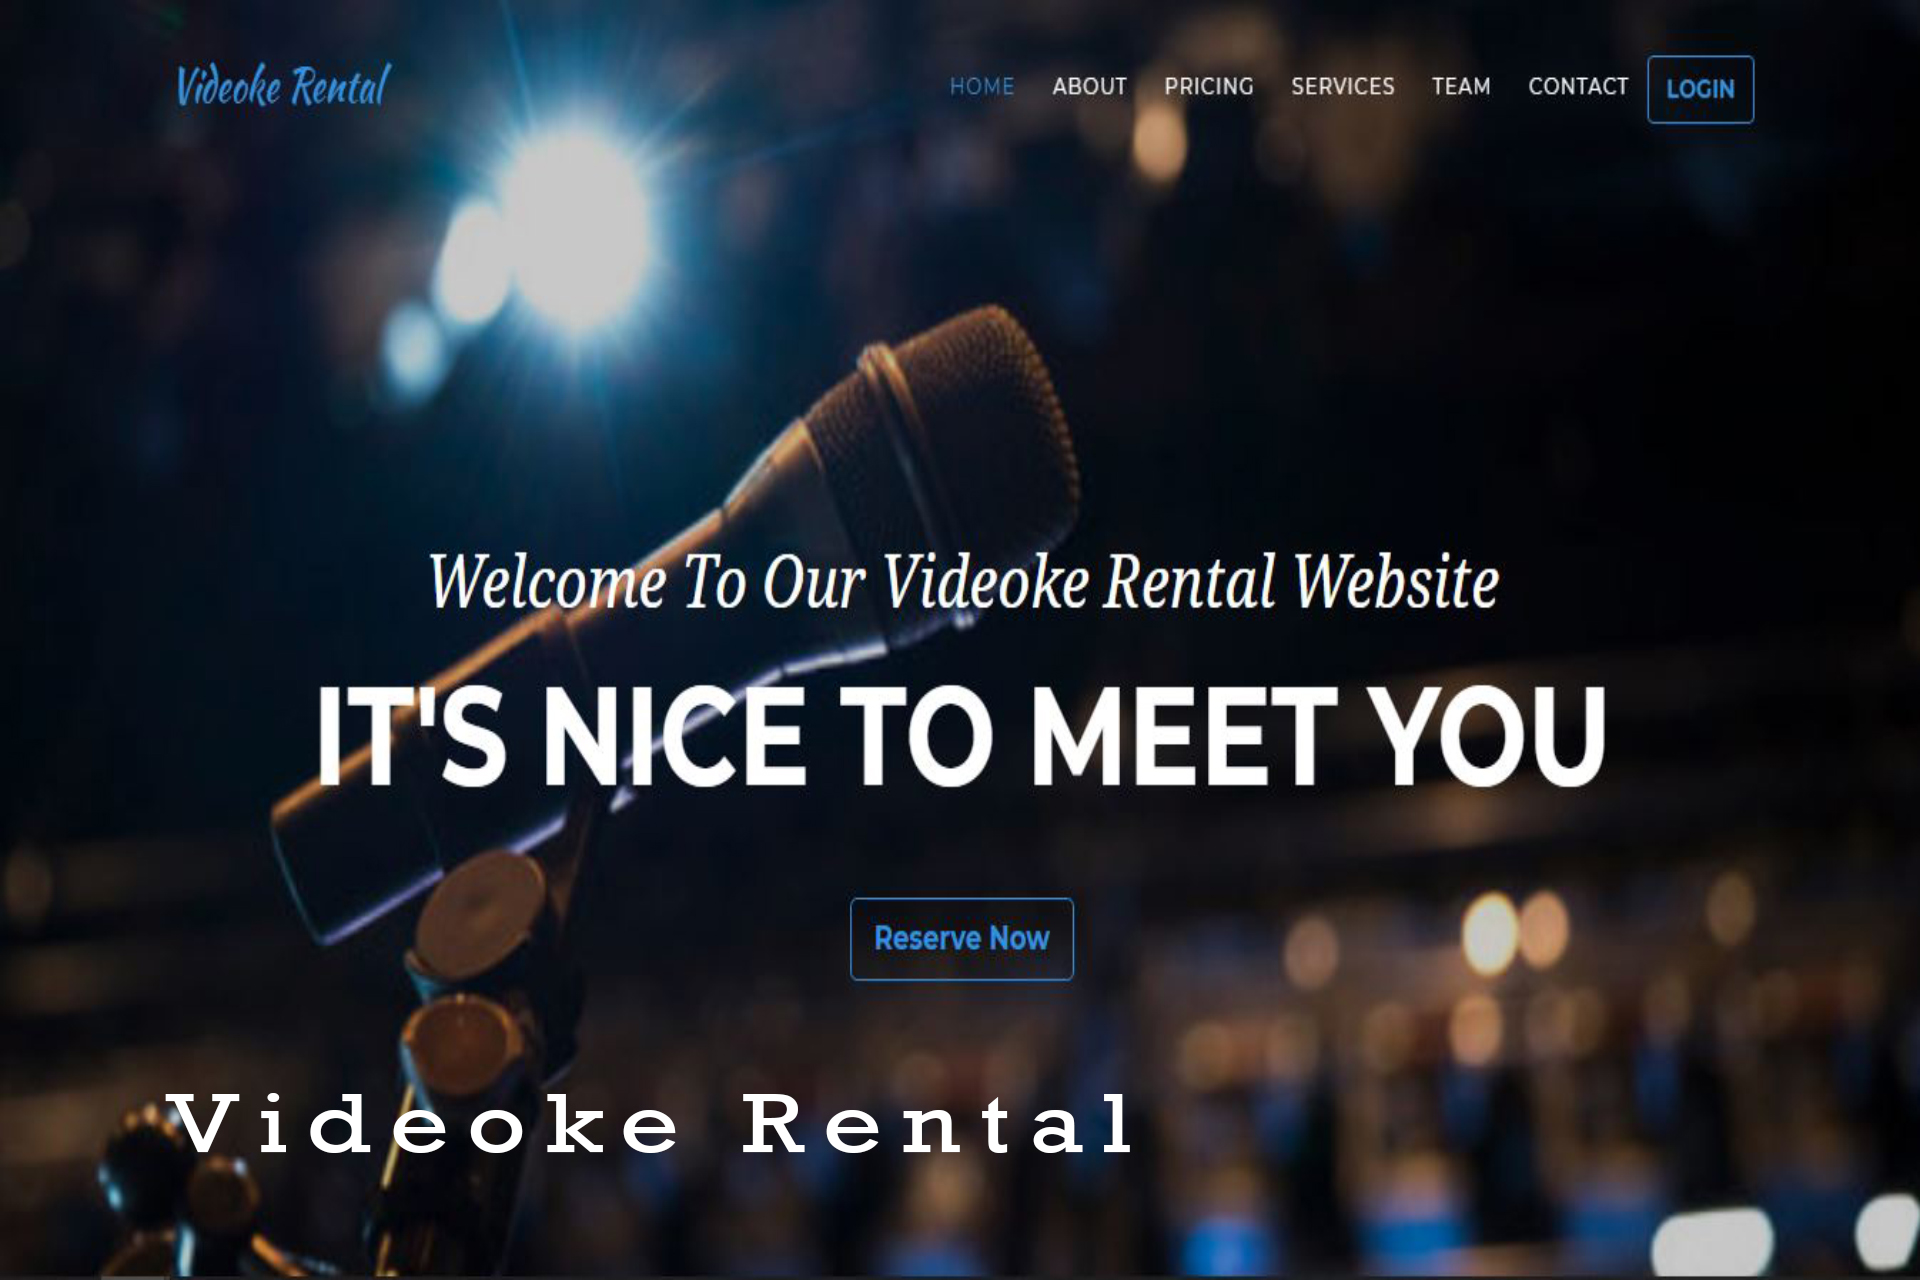 Videoke Rental
HOME ABOUT PRICING SERVICES TEAM CONTACT LOGIN
Welcome To Our Videoke Rental Website
IT'S NICE TO MEET YOU
Reserve Now
Videoke Rental